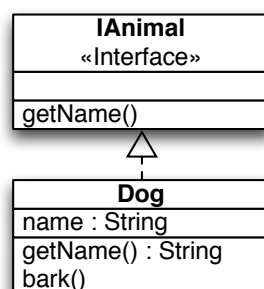 IAnimal
«Interface»
getName()
Dog
name : String
getName() : String
bark()